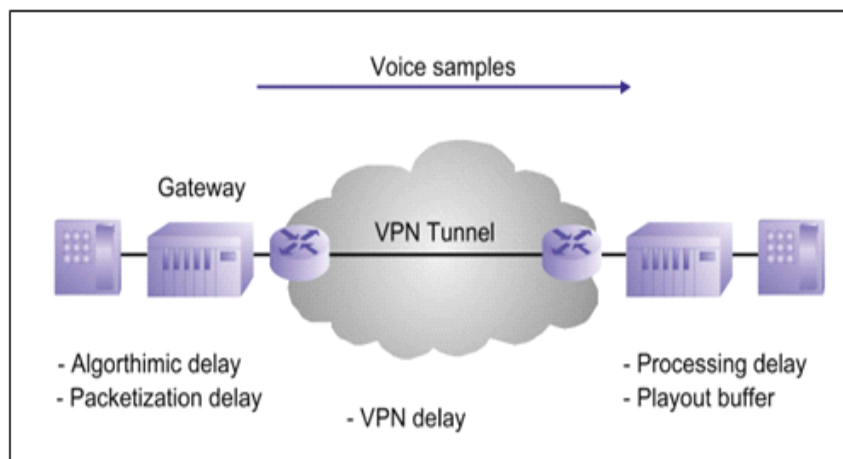 Voice samples
Gateway
VPN Tunnel
- Algorthimic delay
- Packetization delay
- VPN delay
- Processing delay
- Playout buffer